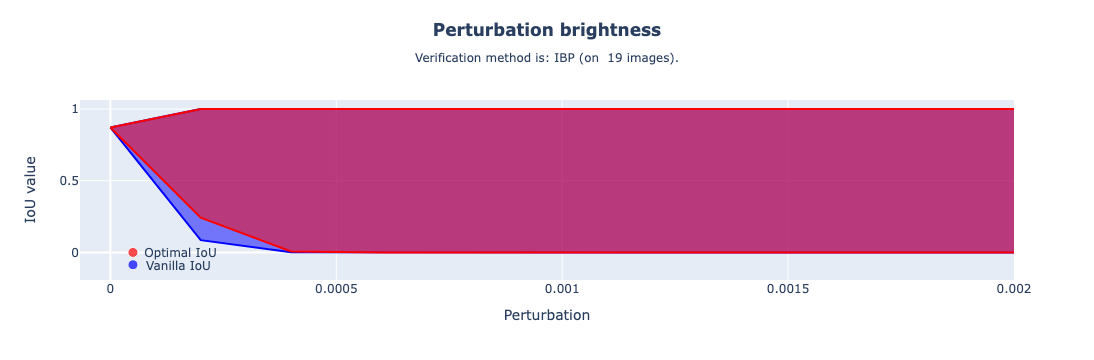 Perturbation brightness
Verification method is: IBP (on  19 images).
IoU value
1
0.5
0
Optimal IoU
Vanilla IoU
0
0.0005
0.001
0.0015
0.002
Perturbation